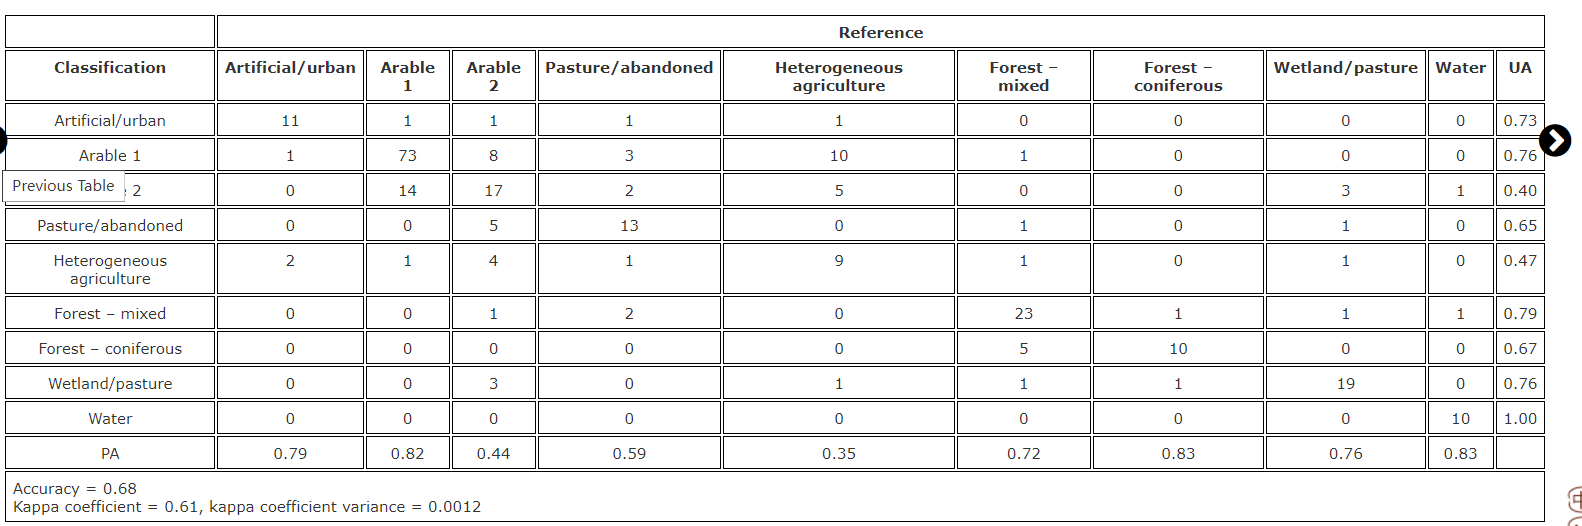 Reference
Classification Artificial/urban Arable 1 Arable 2 Pasture/abandoned Heterogeneous agriculture Forest – mixed Forest – coniferous Wetland/pasture Water UA
Artificial/urban 11 1 1 1 1 0 0 0 0 0.73
Arable 1 1 73 8 3 10 1 0 0 0 0.76
Previous Table 2 0 14 17 2 5 0 0 3 1 0.40
Pasture/abandoned 0 0 5 13 0 1 0 1 0 0.65
Heterogeneous agriculture 2 1 4 1 9 1 0 1 0 0.47
Forest – mixed 0 0 1 2 0 23 1 1 1 0.79
Forest – coniferous 0 0 0 0 0 5 10 0 0 0.67
Wetland/pasture 0 0 3 0 1 1 1 19 0 0.76
Water 0 0 0 0 0 0 0 0 10 1.00
PA 0.79 0.82 0.44 0.59 0.35 0.72 0.83 0.76 0.83
Accuracy = 0.68
Kappa coefficient = 0.61, kappa coefficient variance = 0.0012